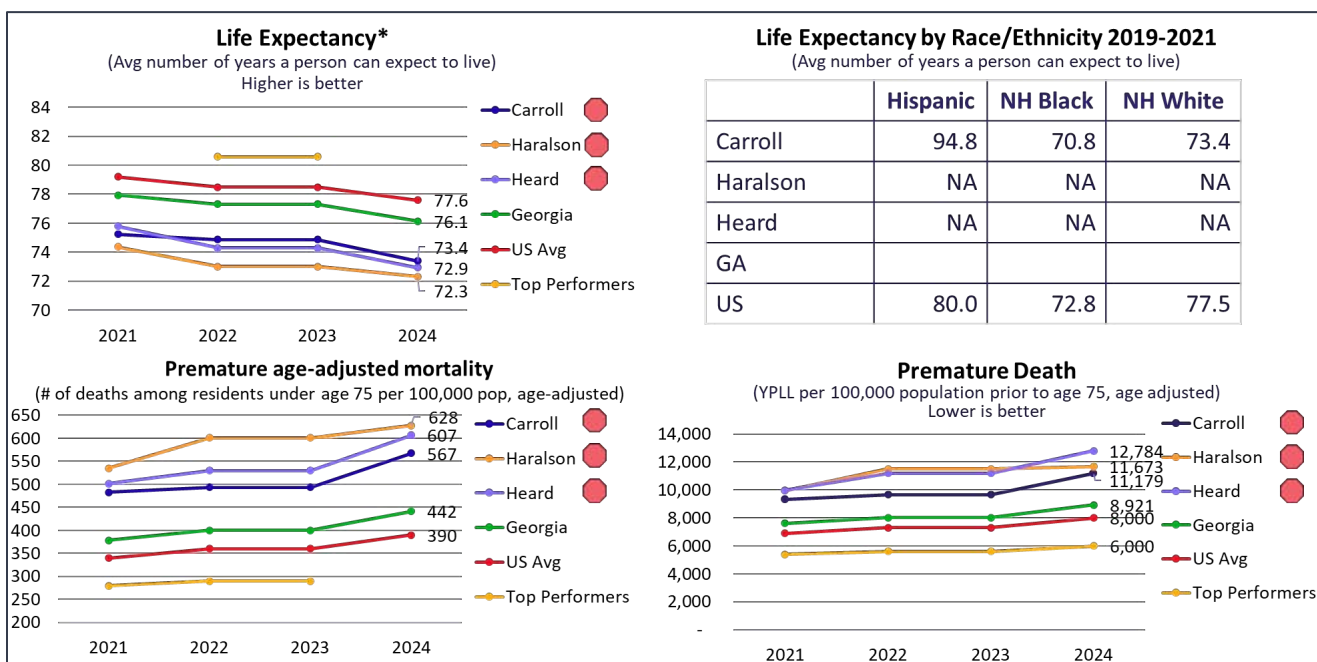 Life Expectancy*
(Avg number of years a person can expect to live)
Higher is better
84
82
80
78
76
74
72
70
2021
2022
2023
2024
77.6
76.1
73.4
72.9
72.3
Carroll
Haralson
Heard
Georgia
US Avg
Top Performers
Life Expectancy by Race/Ethnicity 2019-2021
(Avg number of years a person can expect to live)
Hispanic NH Black NH White
Carroll 94.8 70.8 73.4
Haralson NA NA NA
Heard NA NA NA
GA
US 80.0 72.8 77.5
Premature age-adjusted mortality
(# of deaths among residents under age 75 per 100,000 pop, age-adjusted)
650
600
550
500
450
400
350
300
250
200
2021
2022
2023
2024
628
607
567
442
390
Carroll
Haralson
Heard
Georgia
US Avg
Top Performers
Premature Death
(YPLL per 100,000 population prior to age 75, age adjusted)
Lower is better
14,000
12,000
10,000
8,000
6,000
4,000
2,000
-
2021
2022
2023
2024
12,784
11,673
11,179
8,921
8,000
6,000
Carroll
Haralson
Heard
Georgia
US Avg
Top Performers